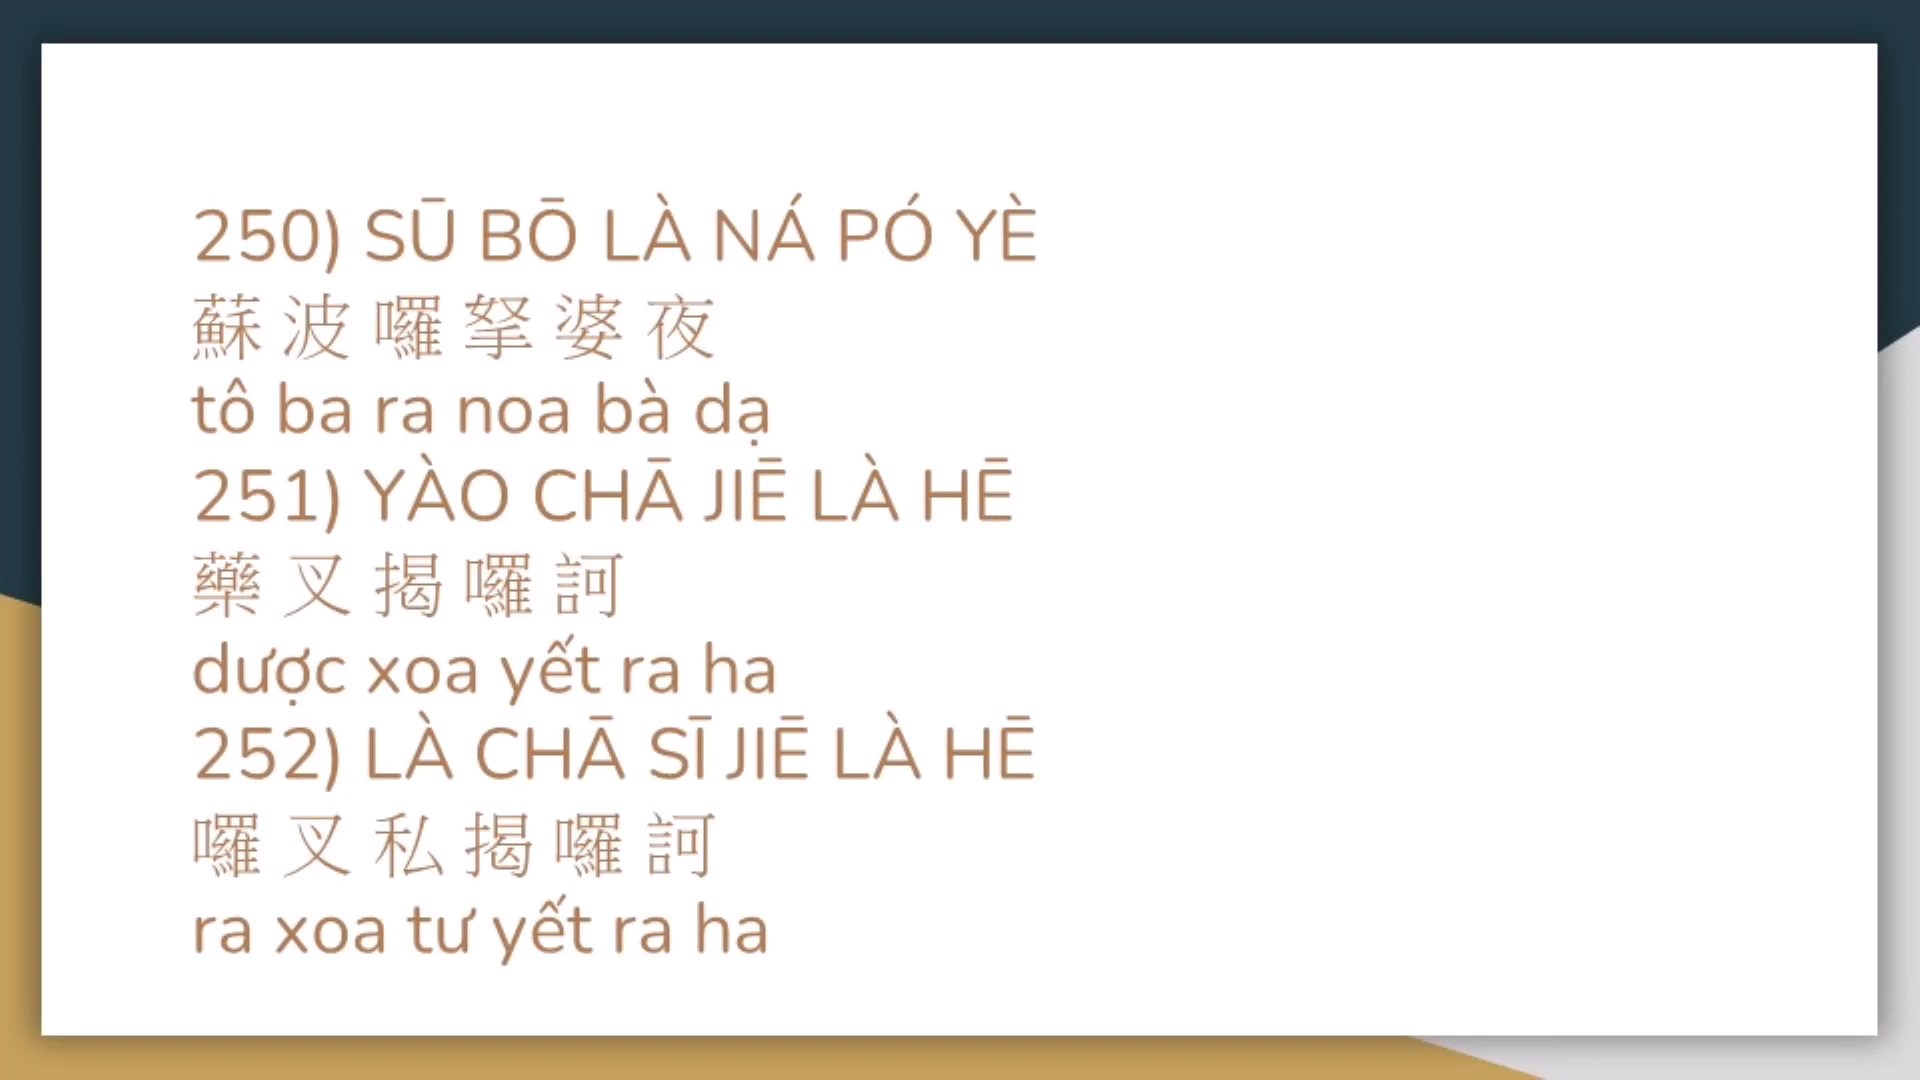 250) SŪ BŌ LÀ NÁ PÓ YÈ
蘇 波 囉 拏 婆 夜
tô ba ra noa bà dạ
251) YÀO CHĀ JIĒ LÀ HĒ
藥 叉 揭 囉 訶
dược xoa yết ra ha
252) LÀ CHĀ SĪ JIĒ LÀ HĒ
囉 叉 私 揭 囉 訶
ra xoa tư yết ra ha